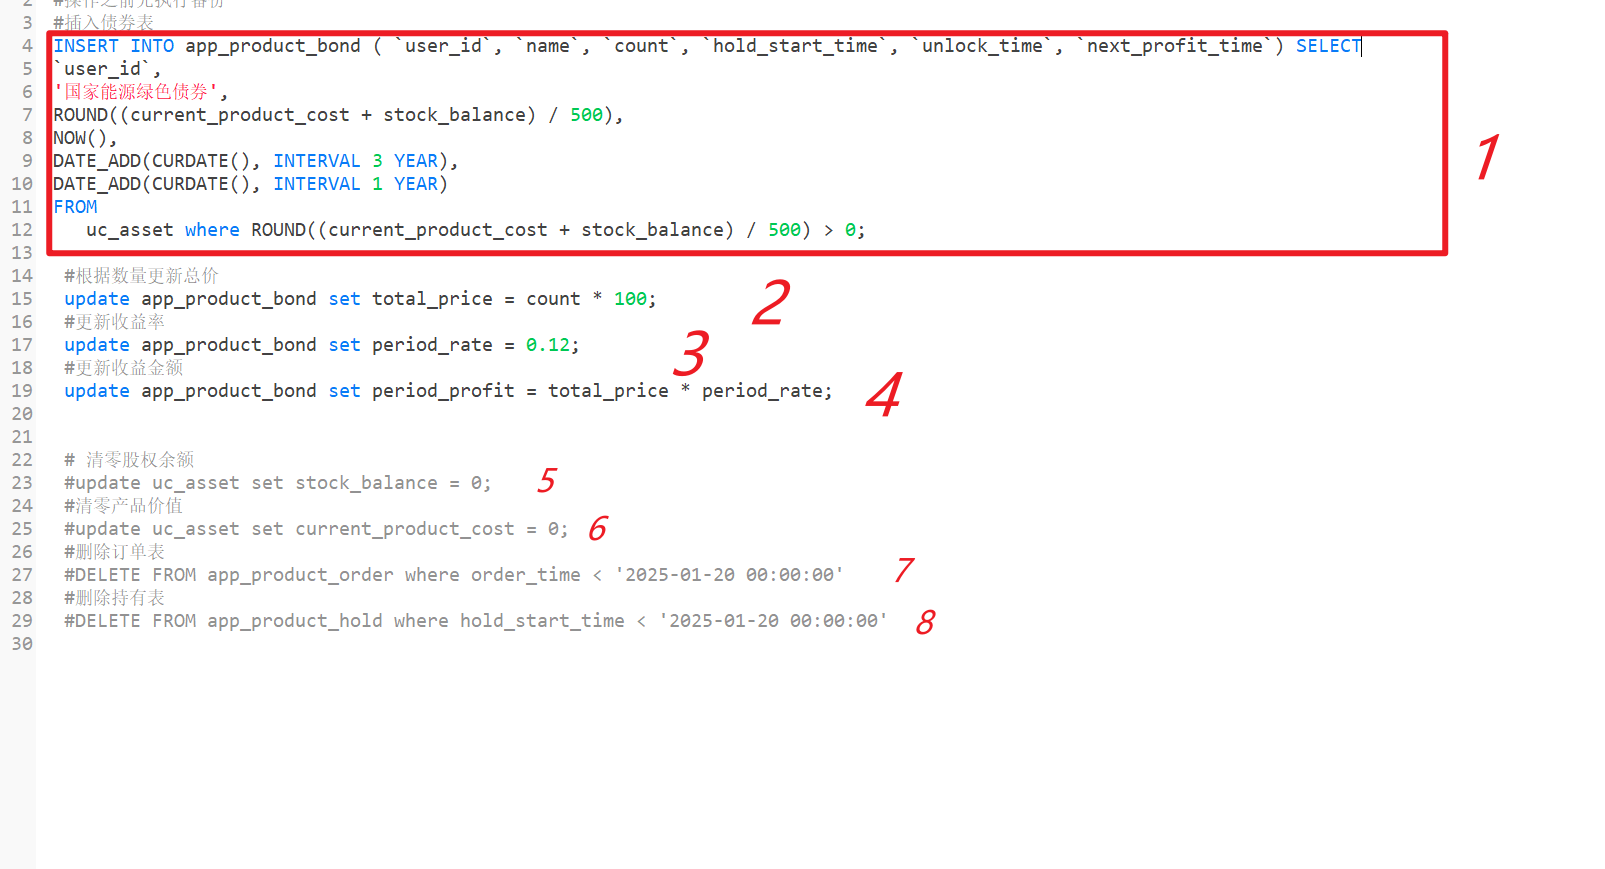 2 #操作之前先执行备份
3 #插入债券表
4 INSERT INTO app_product_bond ( `user_id`, `name`, `count`, `hold_start_time`, `unlock_time`, `next_profit_time`) SELECT
5 `user_id`,
6 '国家能源绿色债券',
7 ROUND((current_product_cost + stock_balance) / 500),
8 NOW(),
9 DATE_ADD(CURDATE(), INTERVAL 3 YEAR),
10 DATE_ADD(CURDATE(), INTERVAL 1 YEAR)
11 FROM
12 uc_asset where ROUND((current_product_cost + stock_balance) / 500) > 0;
1
13
14 #根据数量更新总价
15 update app_product_bond set total_price = count * 100;
2
16 #更新收益率
17 update app_product_bond set period_rate = 0.12;
3
18 #更新收益金额
19 update app_product_bond set period_profit = total_price * period_rate;
4
20
21
22 # 清零股权余额
23 #update uc_asset set stock_balance = 0;
5
24 #清零产品价值
25 #update uc_asset set current_product_cost = 0;
6
26 #删除订单表
27 #DELETE FROM app_product_order where order_time < '2025-01-20 00:00:00'
7
28 #删除持有表
29 #DELETE FROM app_product_hold where hold_start_time < '2025-01-20 00:00:00'
8
30